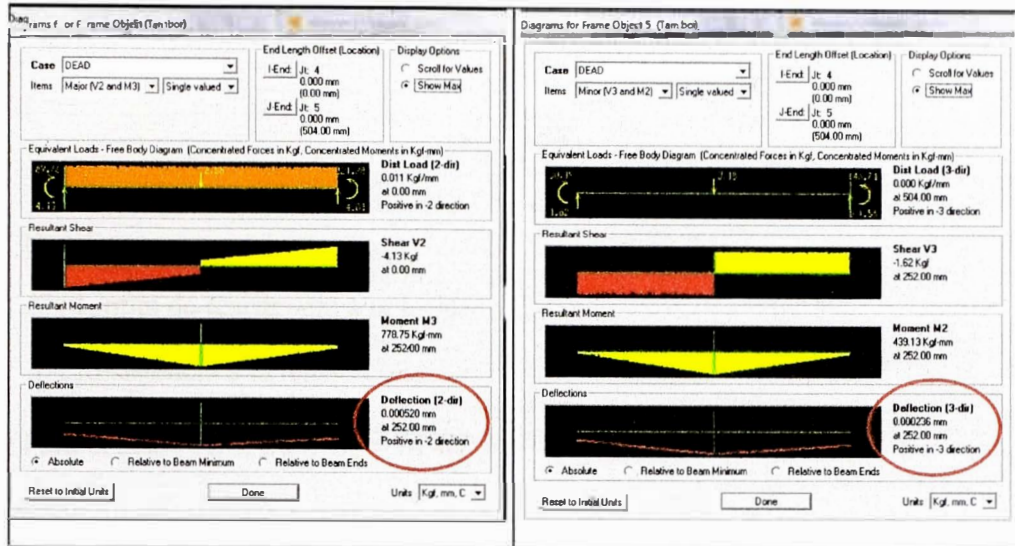 Diagrams f or F rame Objelit (Tambor)
Case DEAD
Items Major (V2 and M3) Single valued
End Length Offset (Location)
I-End: Jt: 4
0.000 mm
(0.00 mm)
J-End: Jt: 5
0.000 mm
(504.00 mm)
Display Options
Scroll for Values
Show Max
Equivalent Loads - Free Body Diagram (Concentrated Forces in Kgf, Concentrated Moments in Kgf-mm)
Dist Load (2-dir)
0.011 Kgf/mm
at 0.00 mm
Positive in -2 direction
Resultant Shear
Shear V2
-4.13 Kgf
at 0.00 mm
Resultant Moment
Moment M3
778.75 Kgf-mm
at 252.00 mm
Deflections
Deflection (2-dir)
0.000520 mm
at 252.00 mm
Positive in -2 direction
Absolute Relative to Beam Minimum Relative to Beam Ends
Reset to Initial Units Done Units Kgf, mm, C
Diagrams for Frame Object 5 (Tambor)
Case DEAD
Items Minor (V3 and M2) Single valued
End Length Offset (Location)
I-End: Jt: 4
0.000 mm
(0.00 mm)
J-End: Jt: 5
0.000 mm
(504.00 mm)
Display Options
Scroll for Values
Show Max
Equivalent Loads - Free Body Diagram (Concentrated Forces in Kgf, Concentrated Moments in Kgf-mm)
Dist Load (3-dir)
0.000 Kgf/mm
at 504.00 mm
Positive in -3 direction
Resultant Shear
Shear V3
-1.62 Kgf
at 252.00 mm
Resultant Moment
Moment M2
439.13 Kgf-mm
at 252.00 mm
Deflections
Deflection (3-dir)
0.000236 mm
at 252.00 mm
Positive in -3 direction
Absolute Relative to Beam Minimum Relative to Beam Ends
Reset to Initial Units Done Units Kgf, mm, C